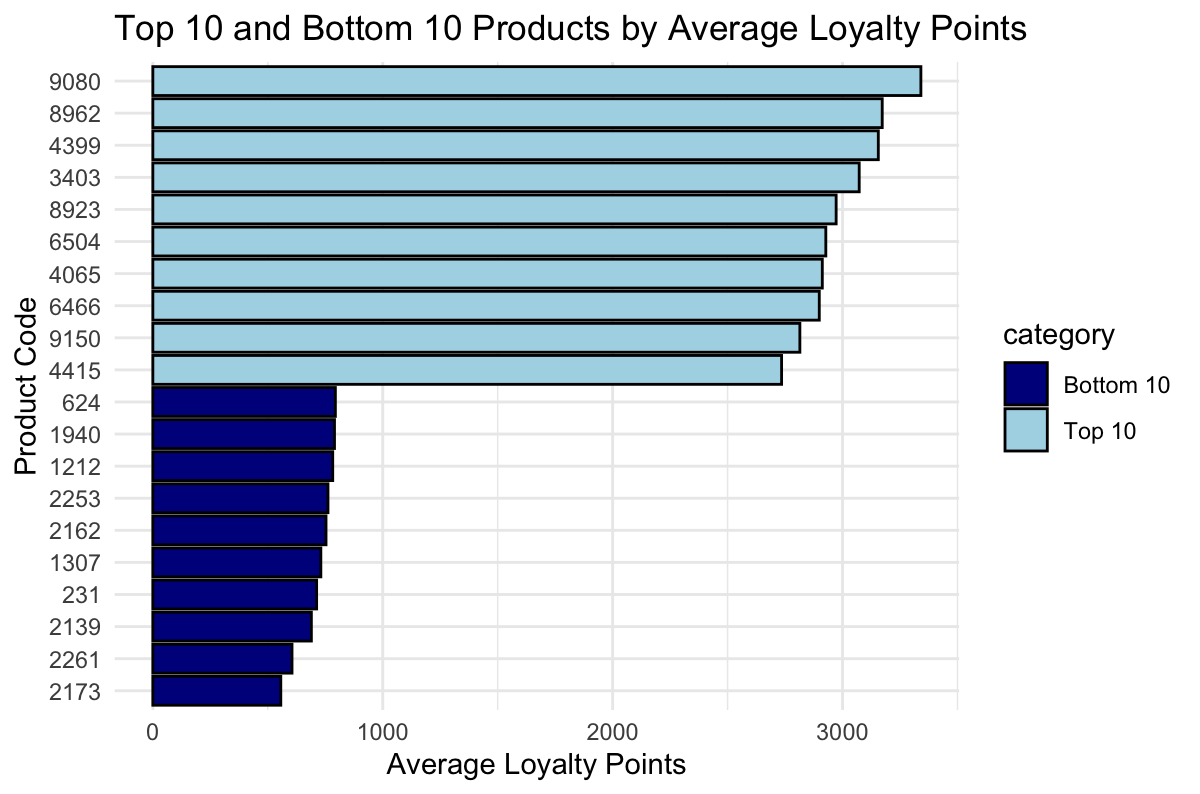 Top 10 and Bottom 10 Products by Average Loyalty Points
Product Code
9080
8962
4399
3403
8923
6504
4065
6466
9150
4415
624
1940
1212
2253
2162
1307
231
2139
2261
2173
0 1000 2000 3000
Average Loyalty Points
category
Bottom 10
Top 10